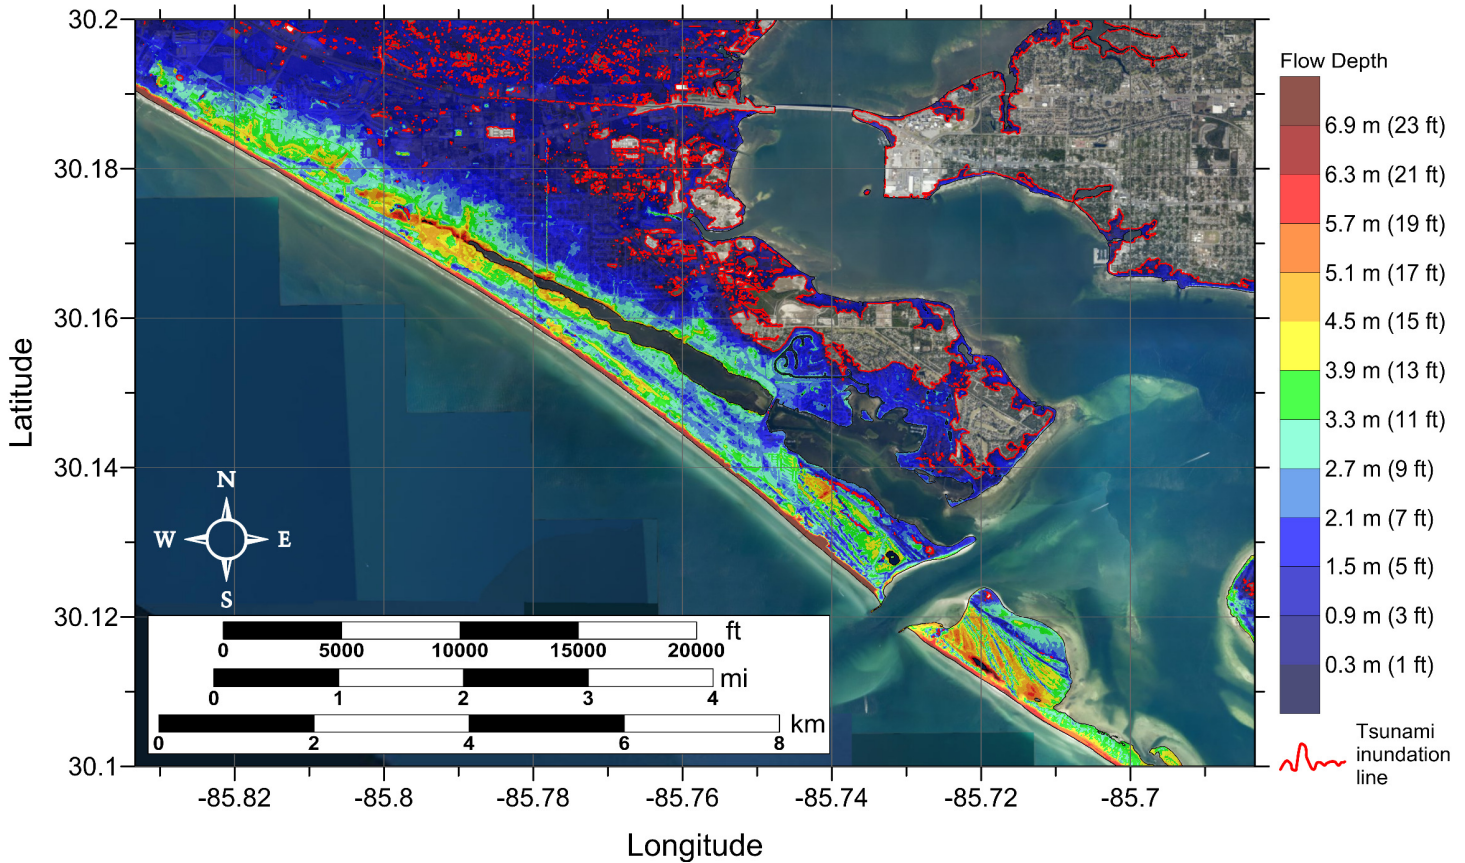 30.2
30.18
30.16
30.14
30.12
30.1
Latitude
-85.82
-85.8
-85.78
-85.76
-85.74
-85.72
-85.7
Longitude
N
W
E
S
ft
0
5000
10000
15000
20000
mi
0
1
2
3
4
km
0
2
4
6
8
Flow Depth
6.9 m (23 ft)
6.3 m (21 ft)
5.7 m (19 ft)
5.1 m (17 ft)
4.5 m (15 ft)
3.9 m (13 ft)
3.3 m (11 ft)
2.7 m (9 ft)
2.1 m (7 ft)
1.5 m (5 ft)
0.9 m (3 ft)
0.3 m (1 ft)
Tsunami
inundation
line